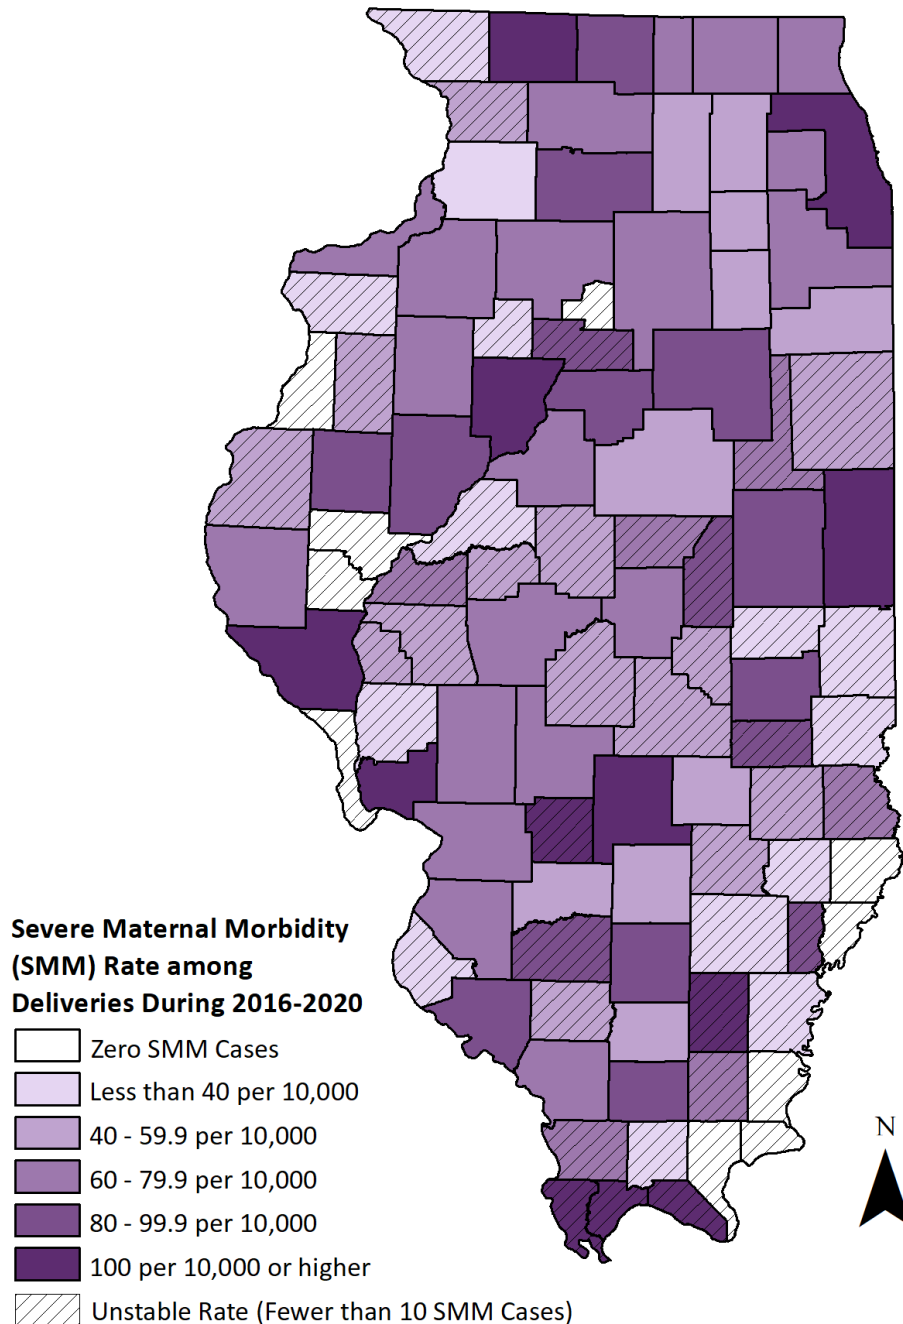 Severe Maternal Morbidity
(SMM) Rate among
Deliveries During 2016-2020
Zero SMM Cases
Less than 40 per 10,000
40 - 59.9 per 10,000
60 - 79.9 per 10,000
80 - 99.9 per 10,000
100 per 10,000 or higher
Unstable Rate (Fewer than 10 SMM Cases)
N